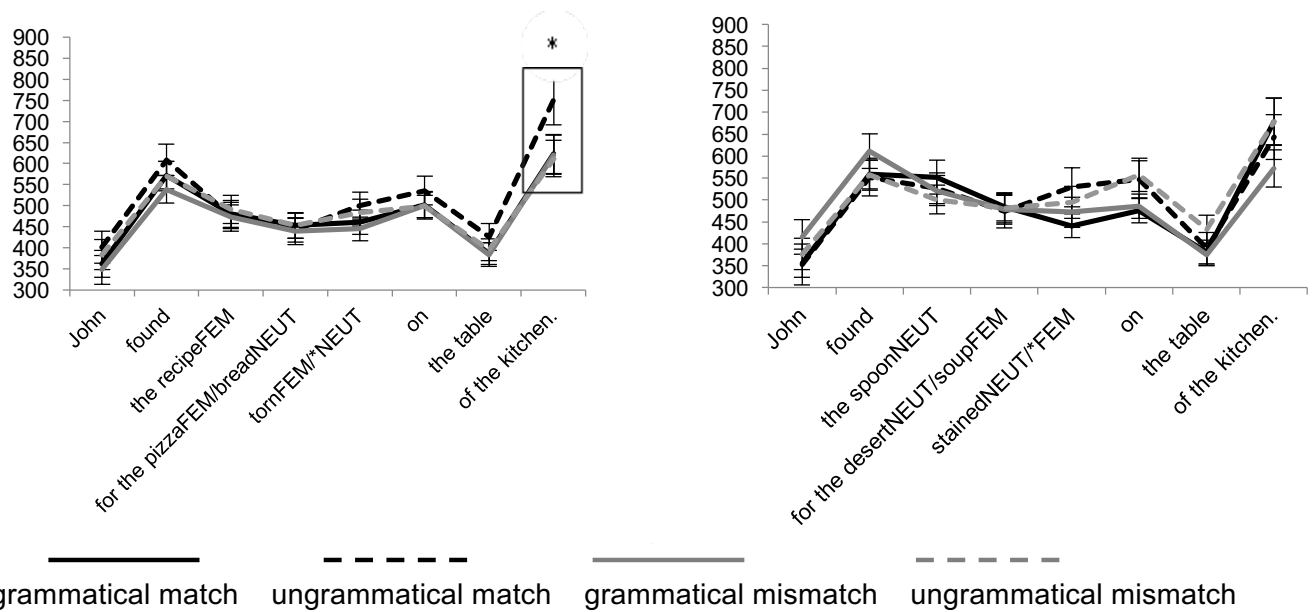 900
850
800
750
700
650
600
550
500
450
400
350
300
*
John
found
the recipeFEM
for the pizzaFEM/breadNEUT
tornFEM/*NEUT
on
the table
of the kitchen.
900
850
800
750
700
650
600
550
500
450
400
350
300
John
found
the spoonNEUT
for the desertNEUT/soupFEM
stainedNEUT/*FEM
on
the table
of the kitchen.
grammatical match ungrammatical match grammatical mismatch ungrammatical mismatch